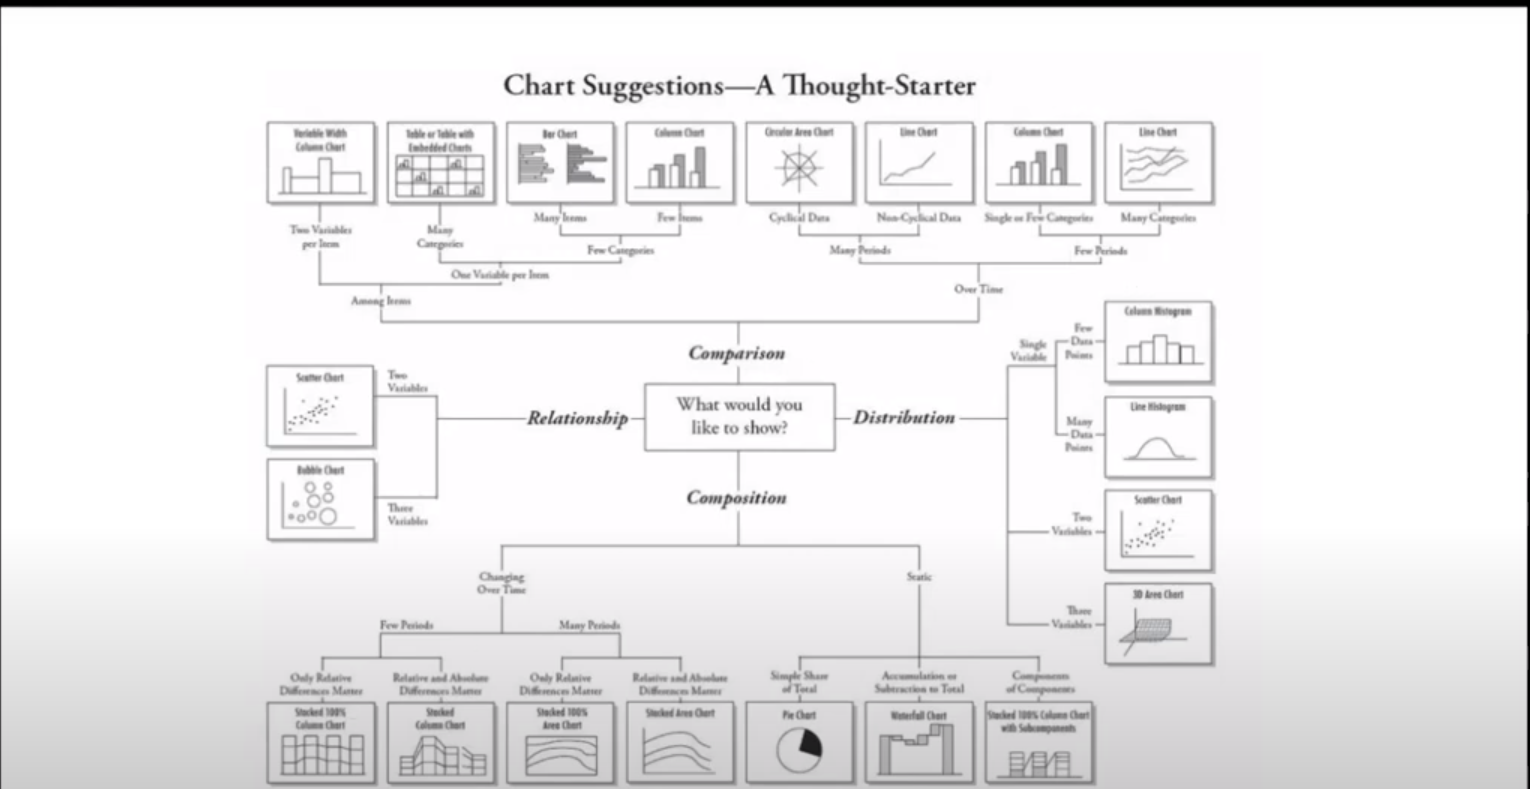 Chart Suggestions—A Thought-Starter
Variable Width
Column Chart
Table or Table with
Embedded Charts
Bar Chart
Column Chart
Circular Area Chart
Line Chart
Column Chart
Line Chart
Two Variables
per Item
Many
Categories
Many Items
Few Items
Cyclical Data
Non-Cyclical Data
Single or Few Categories
Many Categories
Few Categories
Many Periods
Few Periods
One Variable per Item
Among Items
Over Time
Comparison
What would you
like to show?
Relationship
Two
Variables
Scatter Chart
Three
Variables
Bubble Chart
Distribution
Single
Variable
Few
Data
Points
Column Histogram
Many
Data
Points
Line Histogram
Two
Variables
Scatter Chart
Three
Variables
3D Area Chart
Composition
Changing
Over Time
Static
Few Periods
Many Periods
Only Relative
Differences Matter
Relative and Absolute
Differences Matter
Only Relative
Differences Matter
Relative and Absolute
Differences Matter
Simple Share
of Total
Accumulation or
Subtraction to Total
Components
of Components
Stacked 100%
Column Chart
Stacked
Column Chart
Stacked 100%
Area Chart
Stacked Area Chart
Pie Chart
Waterfall Chart
Stacked 100% Column Chart
with Subcomponents